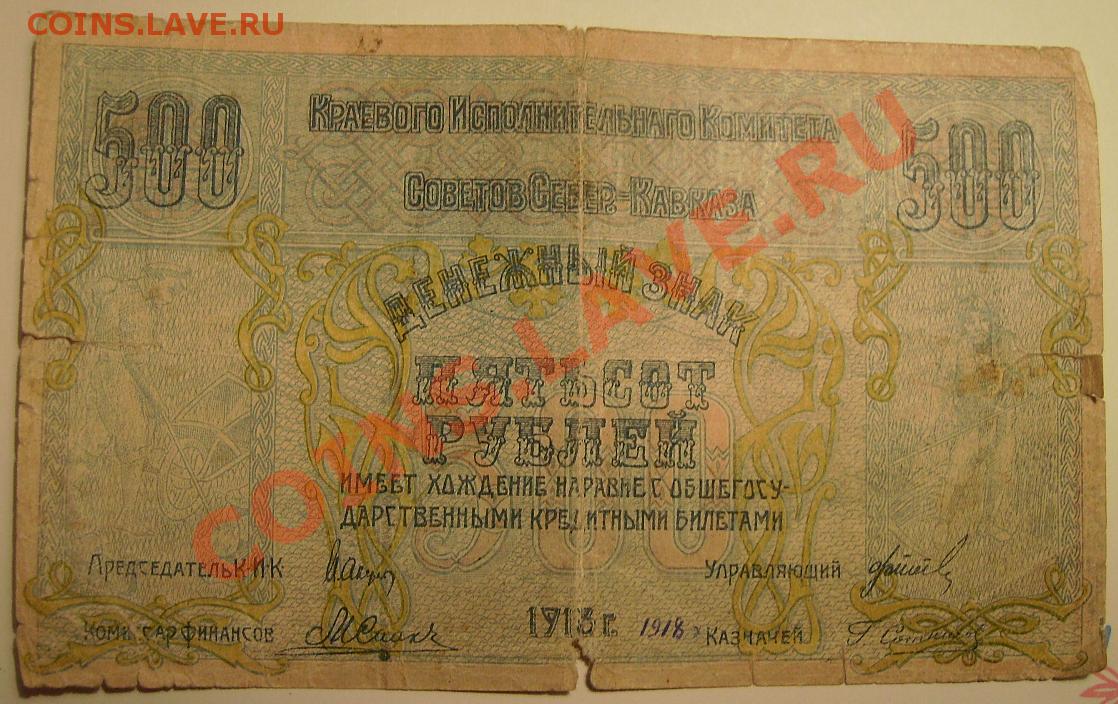 COINS.LAVE.RU
500 500
Краевого Исполнительнаго Комитета
Советов Север.-Кавказа
ДЕНЕЖНЫЙ ЗНАК
ПЯТЬСОТ
РУБЛЕЙ
500
ИМЕЕТ ХОЖДЕНИЕ НАРАВНЕ С ОБЩЕГОСУ-
ДАРСТВЕННЫМИ КРЕДИТНЫМИ БИЛЕТАМИ
Председатель К-И-К Управляющий
Комиссар финансов 1918 г. 1918 Казначей
COINS.LAVE.RU